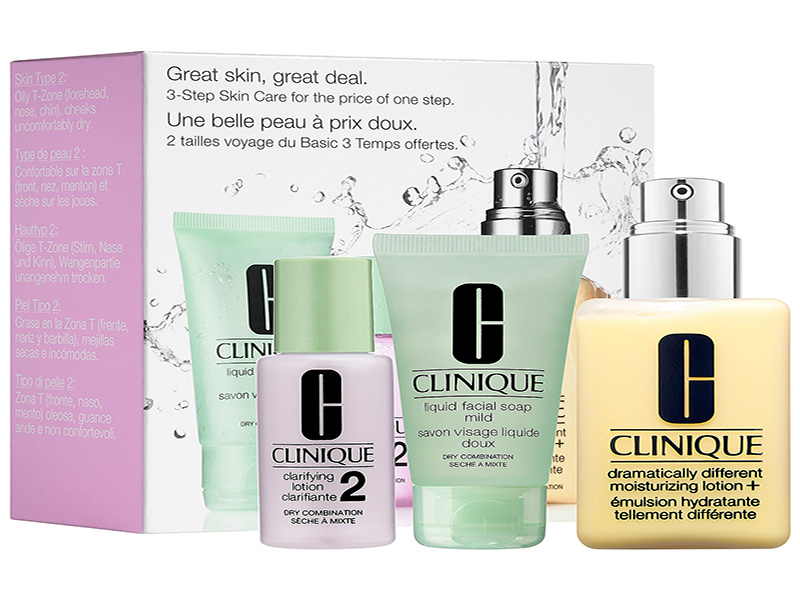 Skin Type 2:
Oily T-Zone (forehead,
nose, chin), cheeks
uncomfortably dry.
Type de peau 2 :
Confortable sur la zone T
(front, nez, menton) et
sèche sur les joues.
Hauttyp 2:
Ölige T-Zone (Stirn, Nase
und Kinn), Wangenpartie
unangenehm trocken.
Piel Tipo 2:
Grasa en la Zona T (frente,
nariz y barbilla), mejillas
secas e incómodas.
Tipo di pelle 2:
Zona T (fronte, naso,
mento) oleosa, guance
aride e non confortevoli.
Great skin, great deal.
3-Step Skin Care for the price of one step.
Une belle peau à prix doux.
2 tailles voyage du Basic 3 Temps offertes.
C
CLINIQUE
clarifying
lotion 2
clarifiante
DRY COMBINATION
SÈCHE À MIXTE
C
CLINIQUE
liquid facial soap
mild
savon visage liquide
doux
DRY COMBINATION
SECHE A MIXTE
C
CLINIQUE
dramatically different
moisturizing lotion +
émulsion hydratante
tellement différente